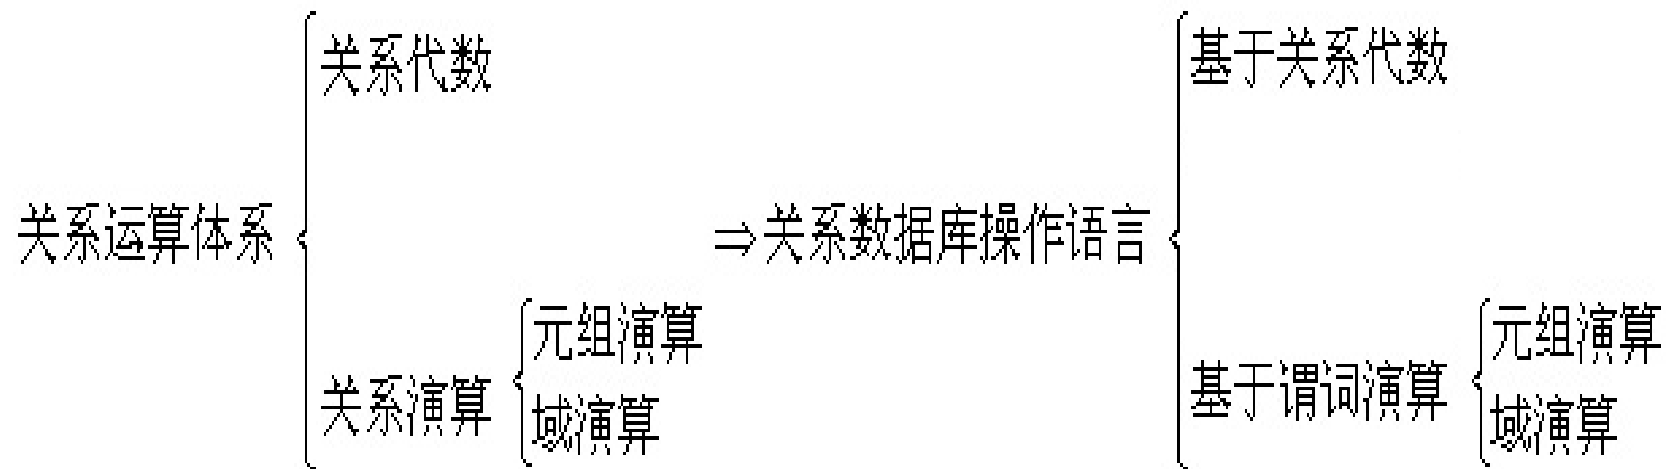 关系运算体系
关系代数
关系演算
元组演算
域演算
⇒关系数据库操作语言
基于关系代数
基于谓词演算
元组演算
域演算